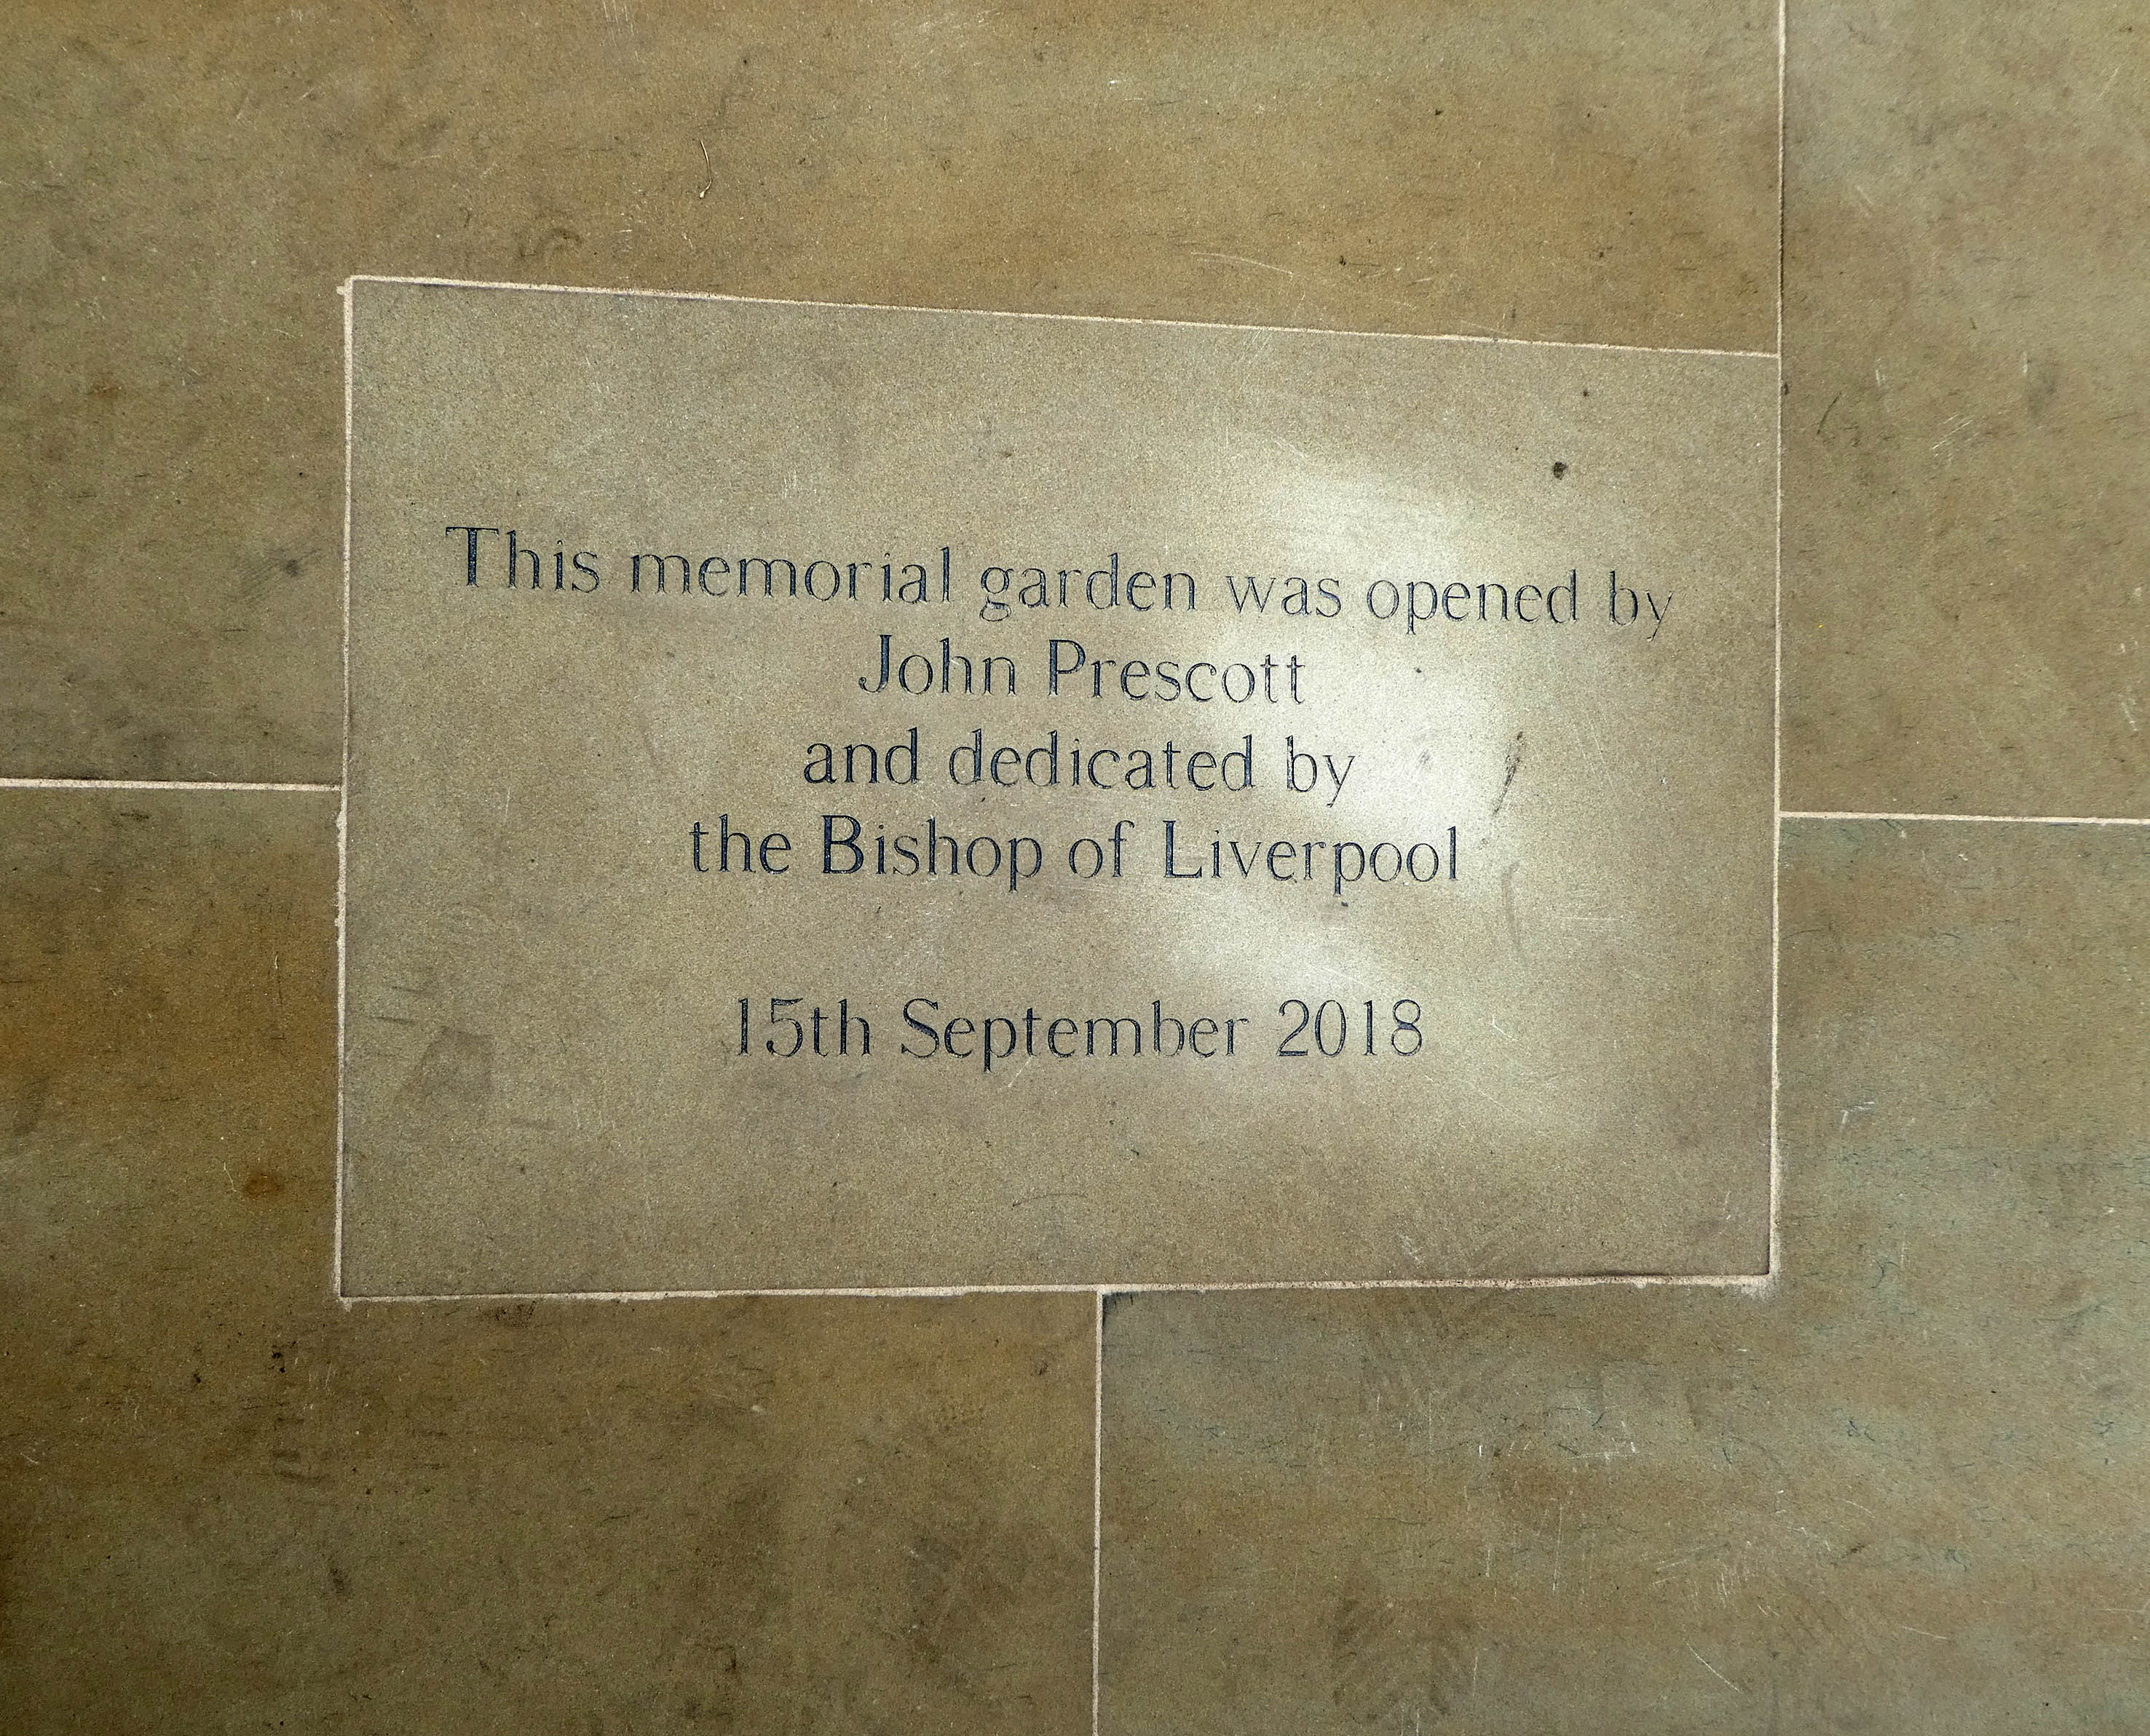 This memorial garden was opened by
John Prescott
and dedicated by
the Bishop of Liverpool
15th September 2018